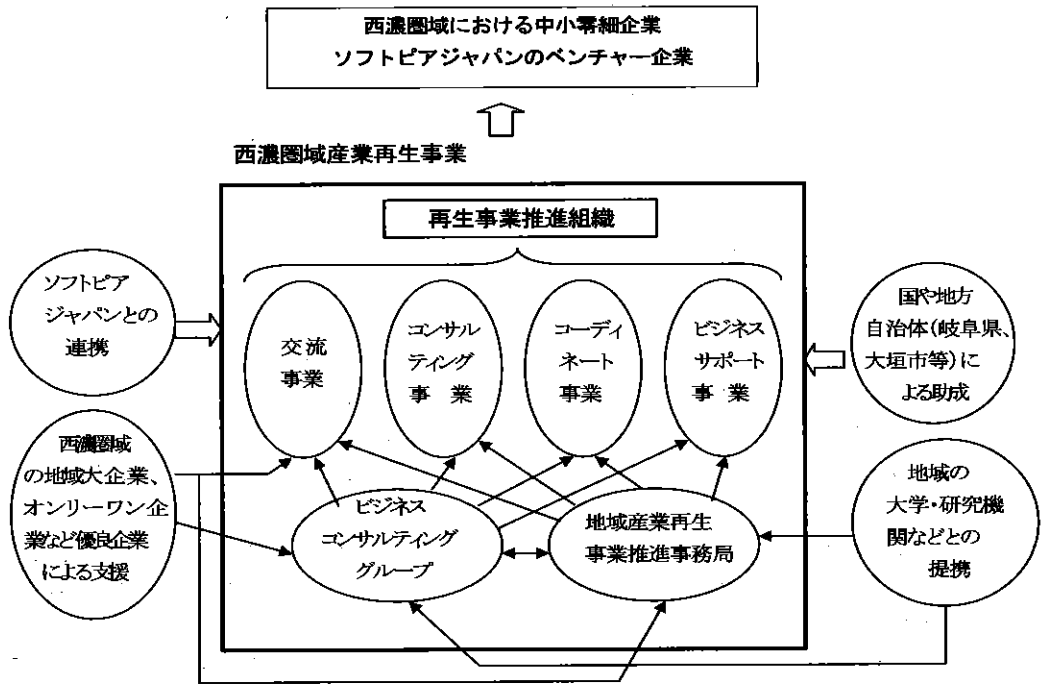 西濃圏域における中小零細企業
ソフトピアジャパンのベンチャー企業
西濃圏域産業再生事業
再生事業推進組織
ソフトピア
ジャパンとの
連携
交流
事業
コンサル
ティング
事業
コーディ
ネート
事業
ビジネス
サポート
事業
国や地方
自治体(岐阜県、
大垣市等)に
よる助成
西濃圏域
の地域大企業、
オンリーワン企
業など優良企業
による支援
ビジネス
コンサルティング
グループ
地域産業再生
事業推進事務局
地域の
大学・研究機
関などとの
提携